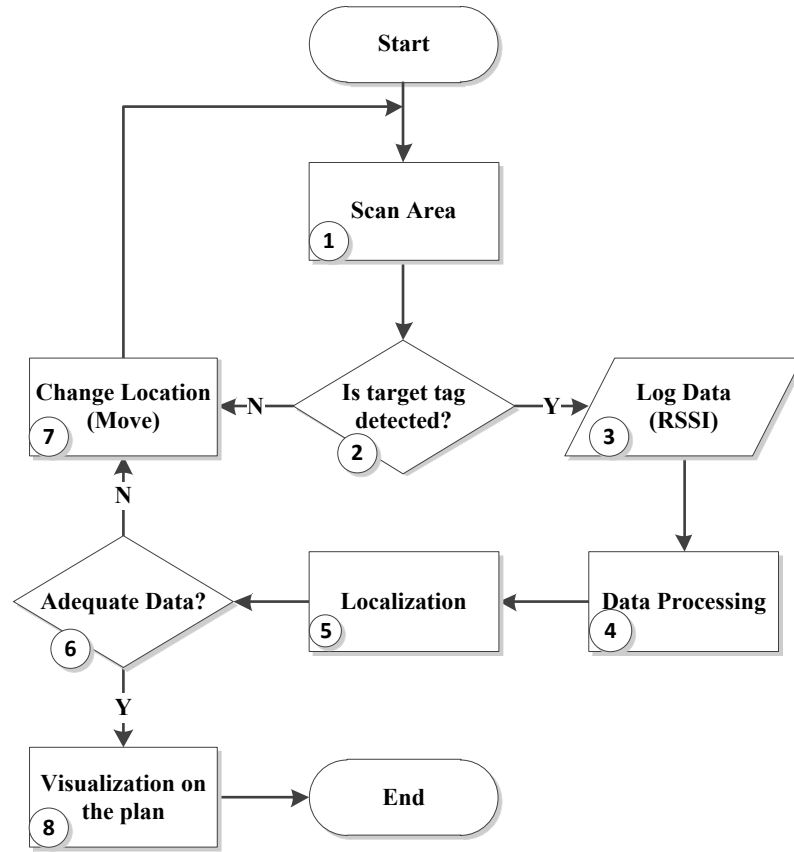 Start
Scan Area
1
Is target tag
detected?
2
N
Y
Change Location
(Move)
7
Log Data
(RSSI)
3
N
Adequate Data?
6
Localization
5
Data Processing
4
Y
Visualization on
the plan
8
End